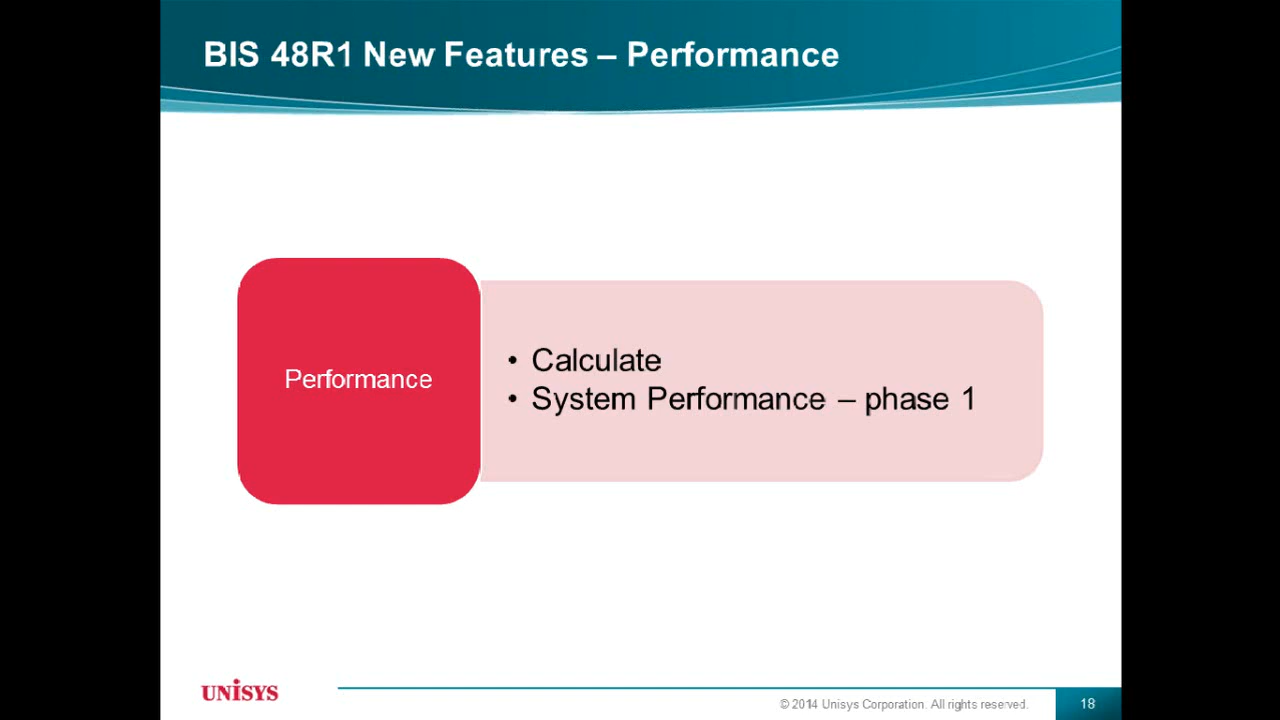 BIS 48R1 New Features – Performance
Performance
• Calculate
• System Performance – phase 1
UNISYS
© 2014 Unisys Corporation. All rights reserved.
18